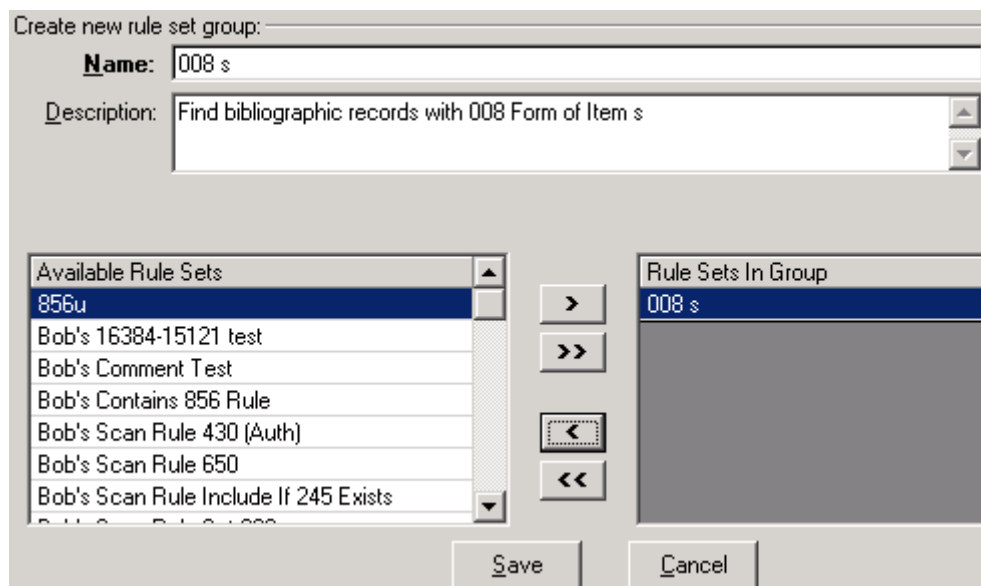 Create new rule set group:
Name: 008 s
Description: Find bibliographic records with 008 Form of Item s
Available Rule Sets
856u
Bob's 16384-15121 test
Bob's Comment Test
Bob's Contains 856 Rule
Bob's Scan Rule 430 (Auth)
Bob's Scan Rule 650
Bob's Scan Rule Include If 245 Exists
>
>>
<
<<
Rule Sets In Group
008 s
Save
Cancel